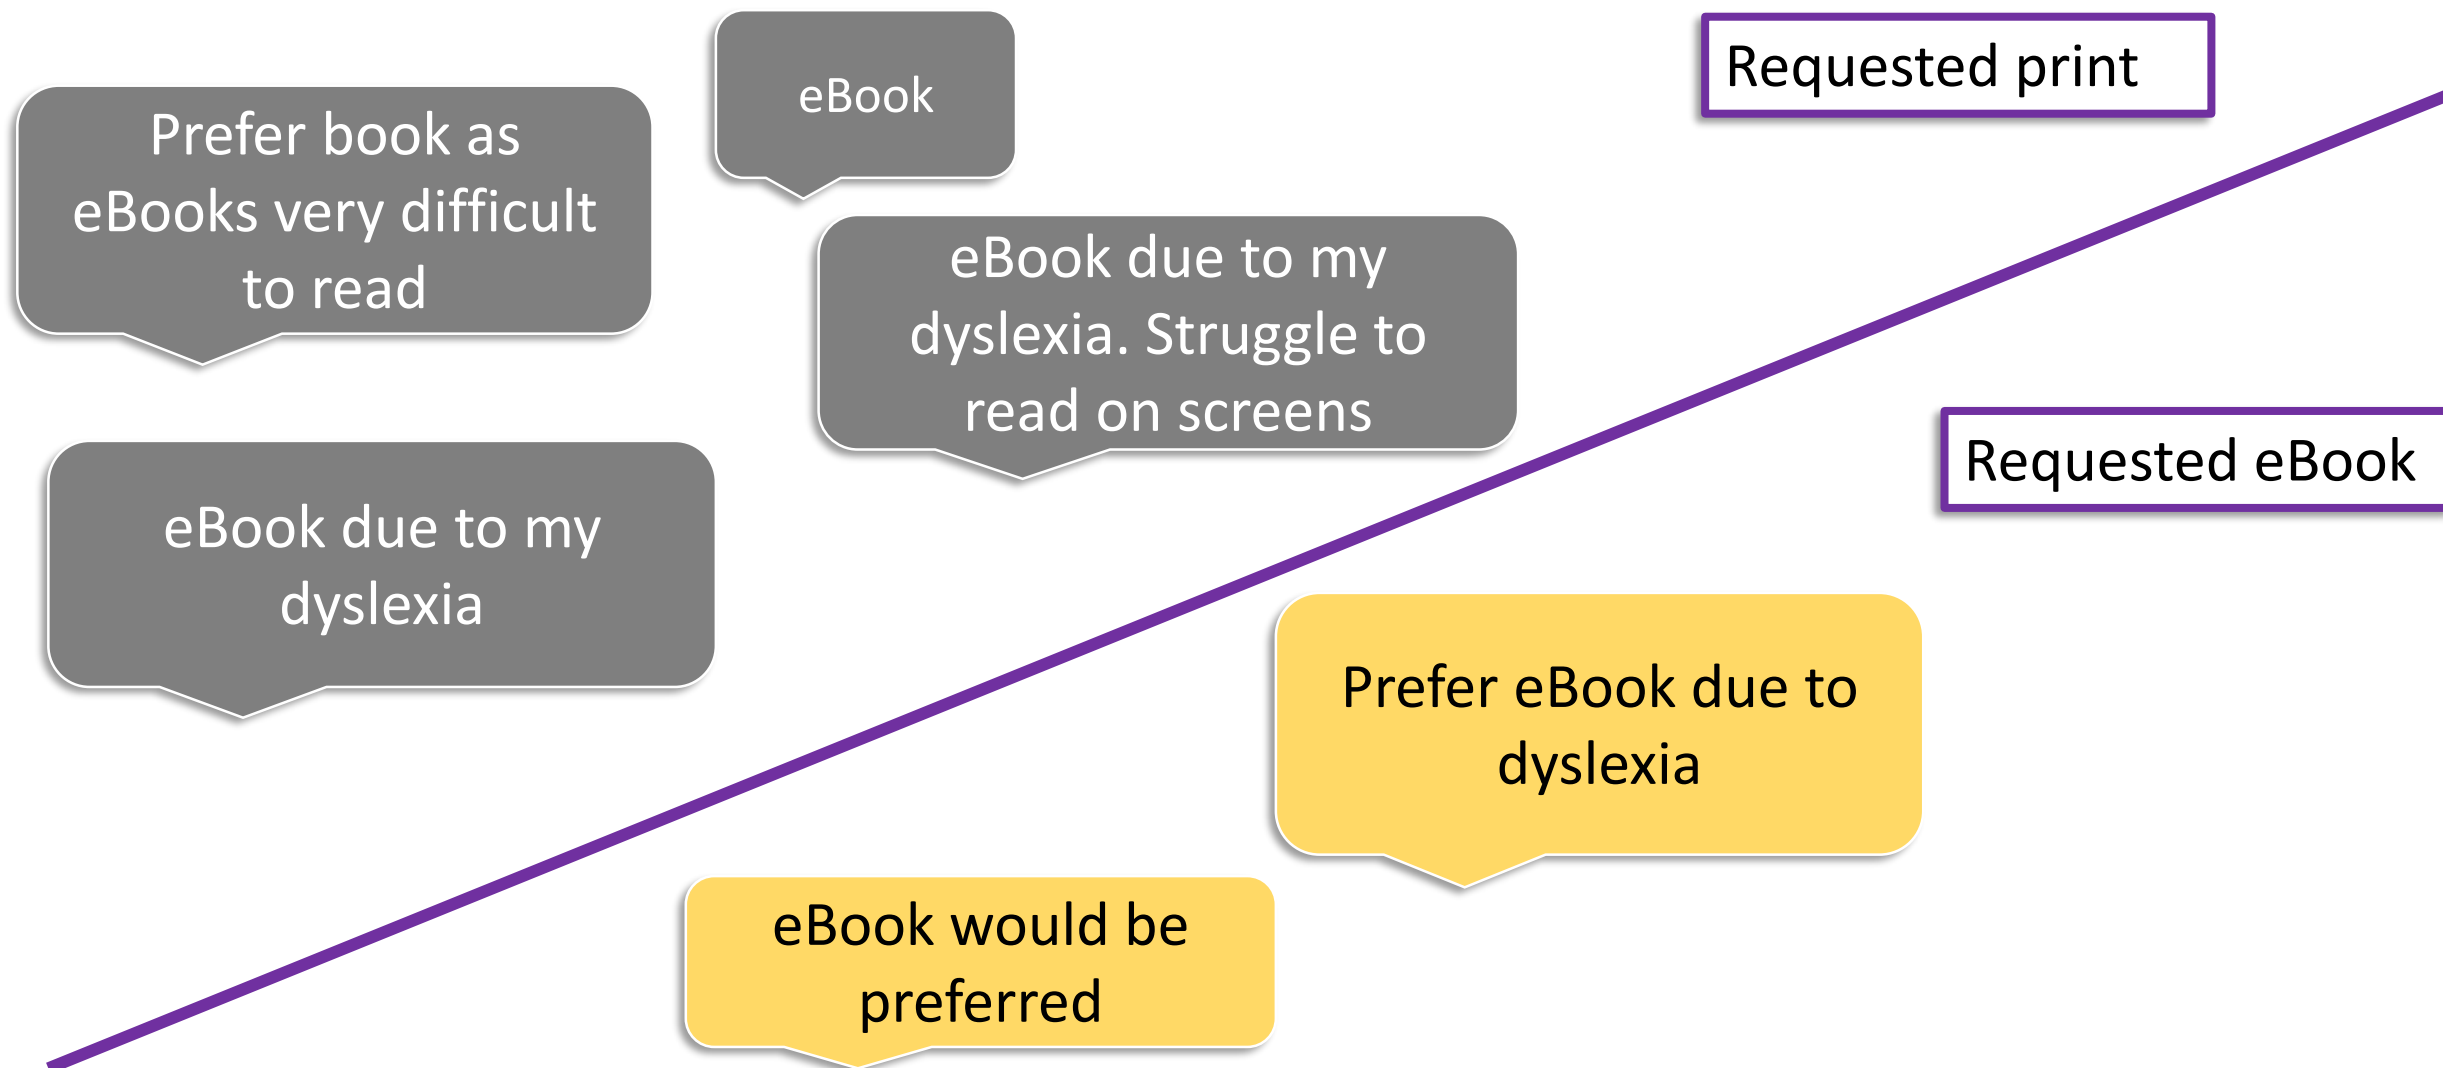 eBook
Requested print
Prefer book as
eBooks very difficult
to read
eBook due to my
dyslexia. Struggle to
read on screens
Requested eBook
eBook due to my
dyslexia
Prefer eBook due to
dyslexia
eBook would be
preferred